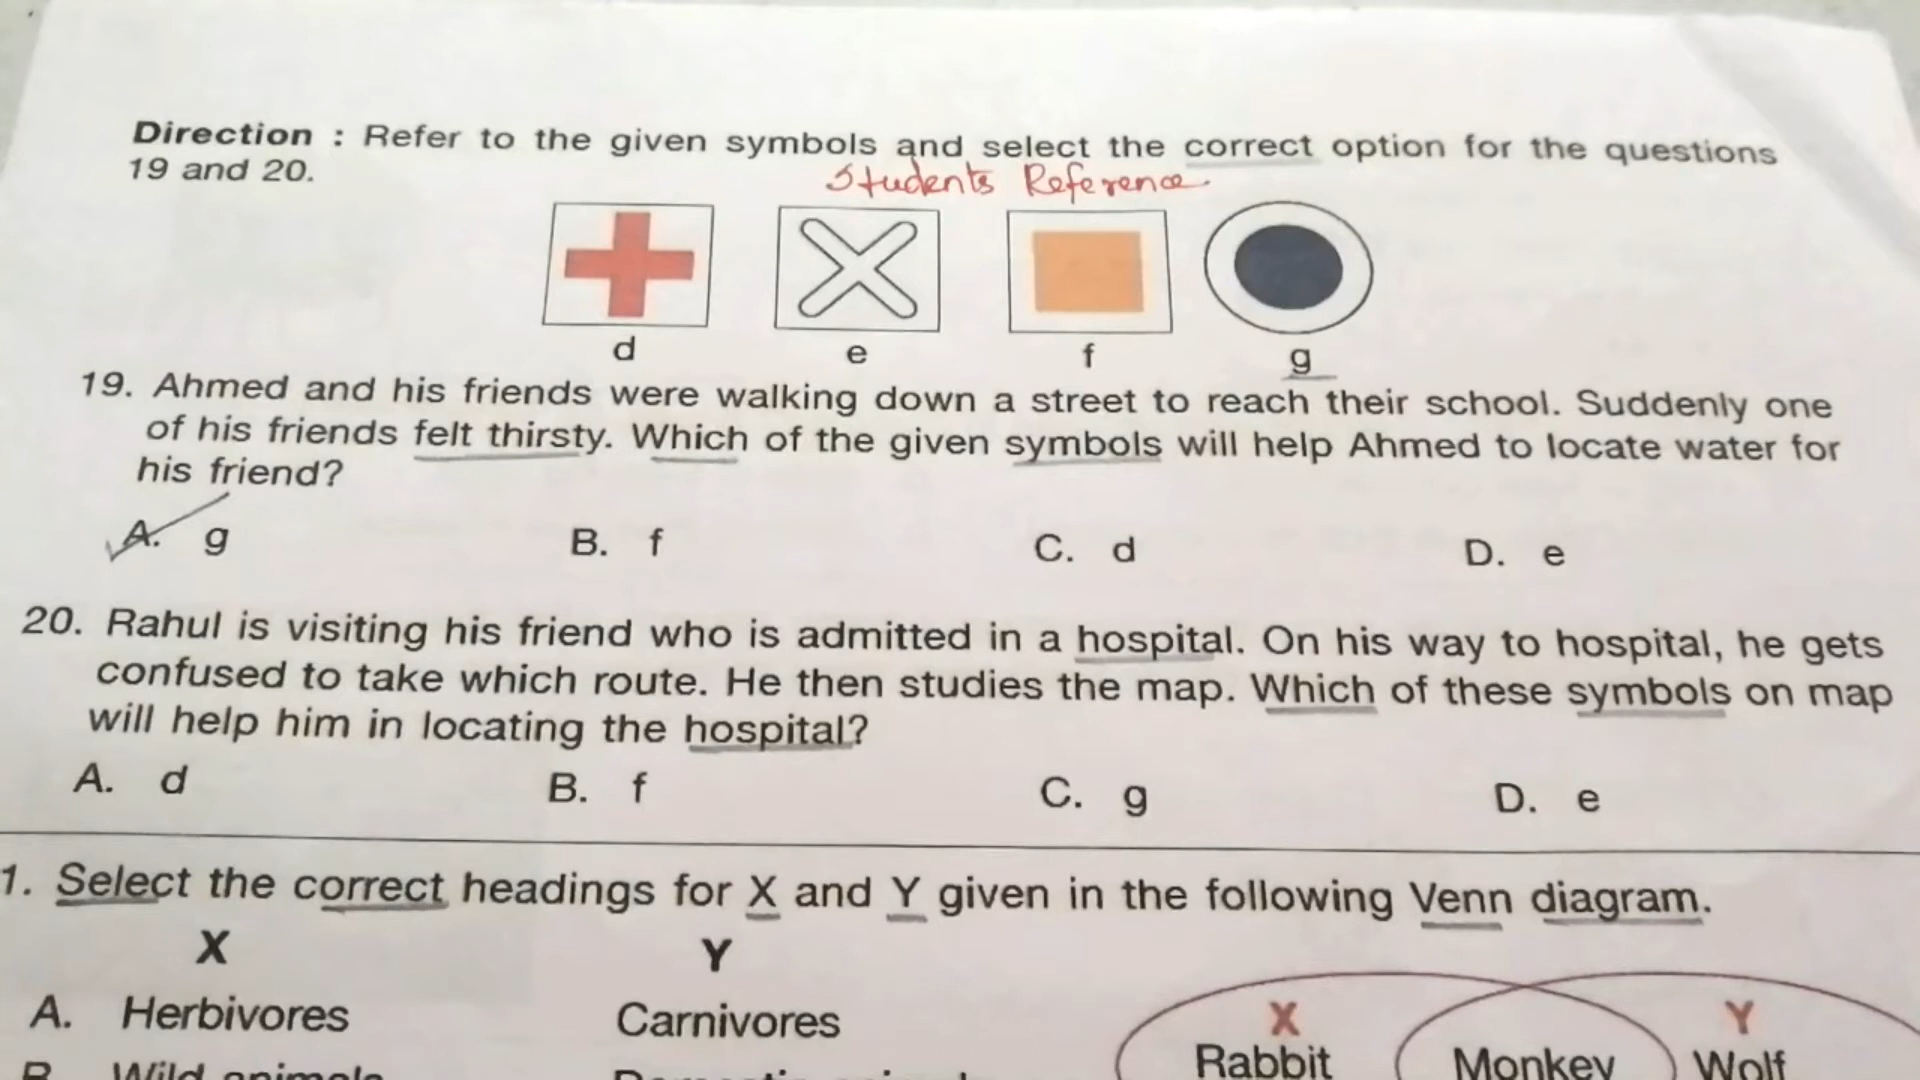 Direction : Refer to the given symbols and select the correct option for the questions
19 and 20.
Students Reference
d e f g
19. Ahmed and his friends were walking down a street to reach their school. Suddenly one
of his friends felt thirsty. Which of the given symbols will help Ahmed to locate water for
his friend?
A. g B. f C. d D. e
20. Rahul is visiting his friend who is admitted in a hospital. On his way to hospital, he gets
confused to take which route. He then studies the map. Which of these symbols on map
will help him in locating the hospital?
A. d B. f C. g D. e
1. Select the correct headings for X and Y given in the following Venn diagram.
X Y
A. Herbivores Carnivores X Y
Rabbit Monkey Wolf
B. Wild animals